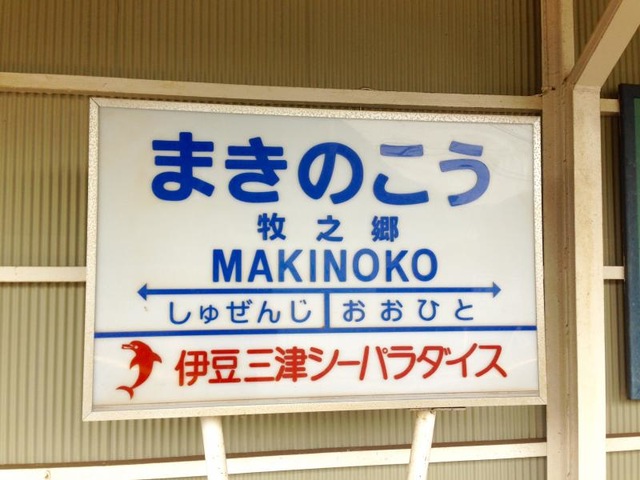 まきのこう
牧之郷
MAKINOKO
しゅぜんじ おおひと
伊豆三津シーパラダイス